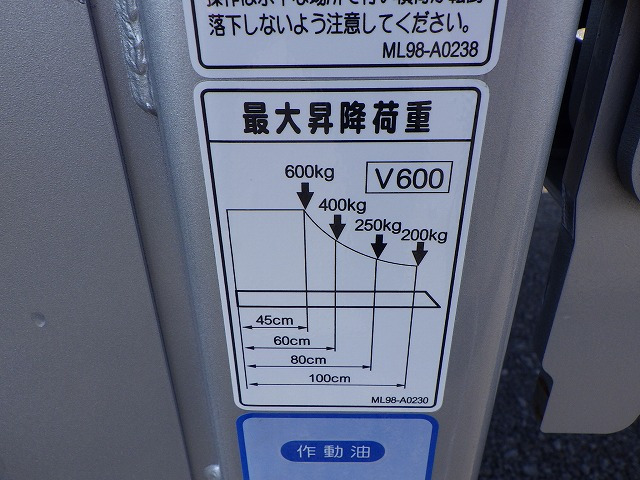 落下しないよう注意してください。
ML98-A0238
最大昇降荷重
V600
600kg
400kg
250kg
200kg
45cm
60cm
80cm
100cm
ML98-A0230
作動油